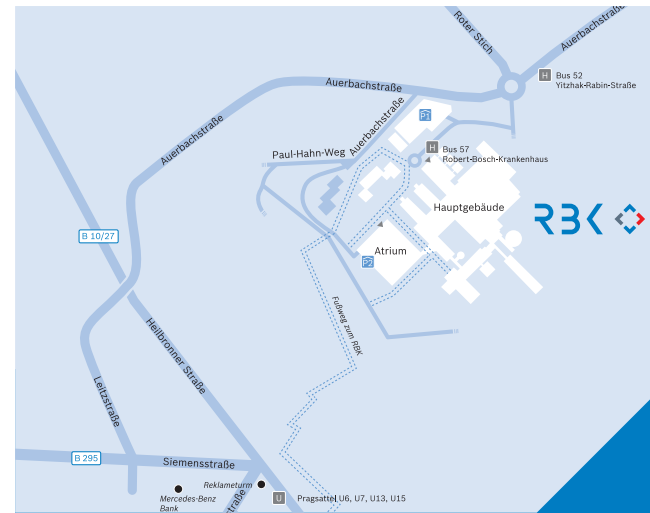 Roter Stich
Auerbachstraße
H Bus 52
Yitzhak-Rabin-Straße
Auerbachstraße
P1
Auerbachstraße
Auerbachstraße
H Bus 57
Robert-Bosch-Krankenhaus
Paul-Hahn-Weg
Hauptgebäude
RBK
B 10/27
Atrium
P2
Fußweg zum RBK
Heilbronner Straße
Leitzstraße
B 295
Siemensstraße
Reklameturm
Mercedes-Benz
Bank
U Pragsattel U6, U7, U13, U15